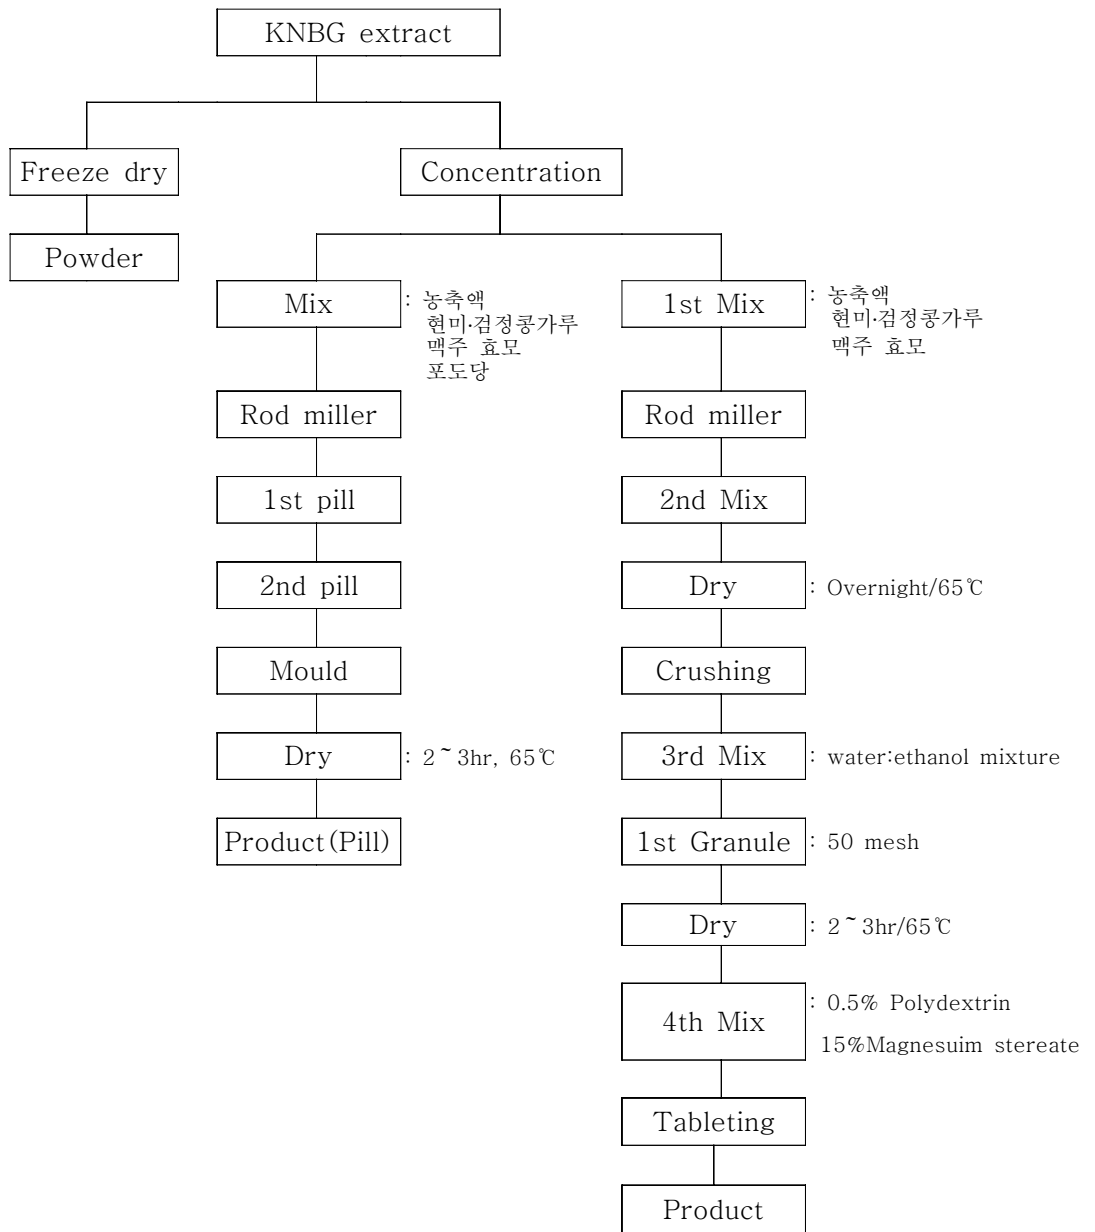 KNBG extract
Freeze dry
Concentration
Powder
Mix
: 농축액
현미·검정콩가루
맥주 효모
포도당
1st Mix
: 농축액
현미·검정콩가루
맥주 효모
Rod miller
Rod miller
1st pill
2nd Mix
2nd pill
Dry
: Overnight/65℃
Mould
Crushing
Dry
: 2~3hr, 65℃
3rd Mix
: water:ethanol mixture
Product(Pill)
1st Granule
: 50 mesh
Dry
: 2~3hr/65℃
4th Mix
: 0.5% Polydextrin
15%Magnesuim stereate
Tableting
Product